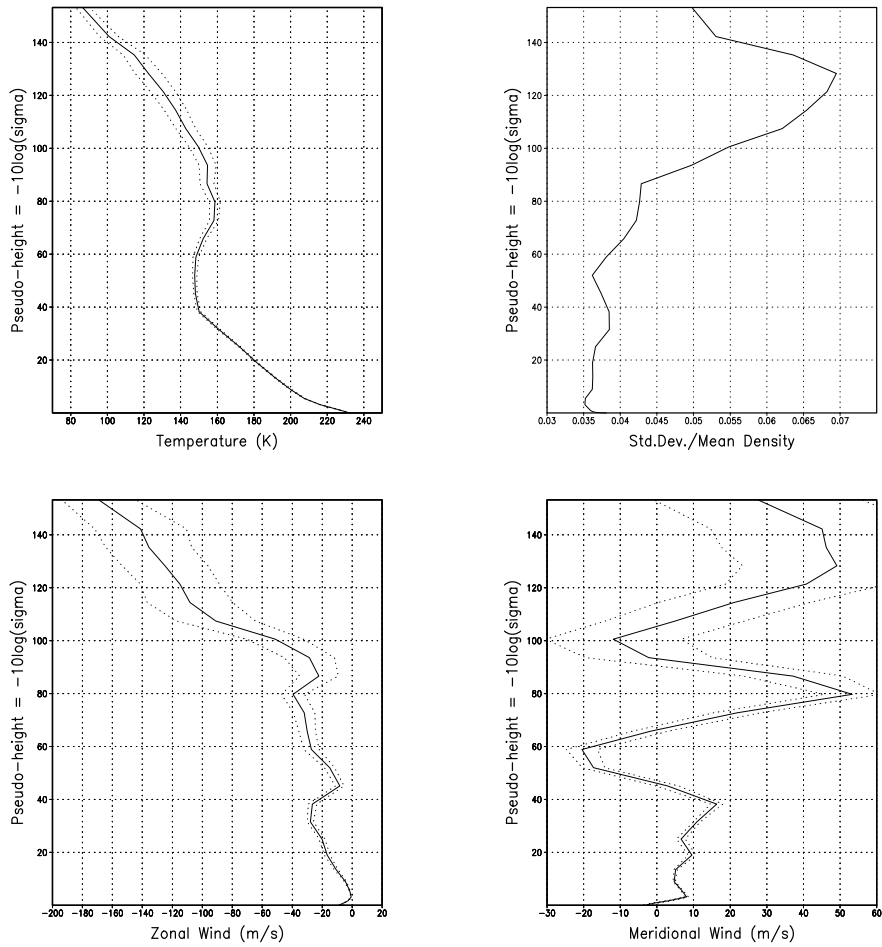 140
120
100
80
60
40
20
Pseudo-height = -10log(sigma)
80 100 120 140 160 180 200 220 240
Temperature (K)
140
120
100
80
60
40
20
Pseudo-height = -10log(sigma)
0.03 0.035 0.04 0.045 0.05 0.055 0.06 0.065 0.07
Std.Dev./Mean Density
140
120
100
80
60
40
20
Pseudo-height = -10log(sigma)
-200 -180 -160 -140 -120 -100 -80 -60 -40 -20 0 20
Zonal Wind (m/s)
140
120
100
80
60
40
20
Pseudo-height = -10log(sigma)
-30 -20 -10 0 10 20 30 40 50 60
Meridional Wind (m/s)